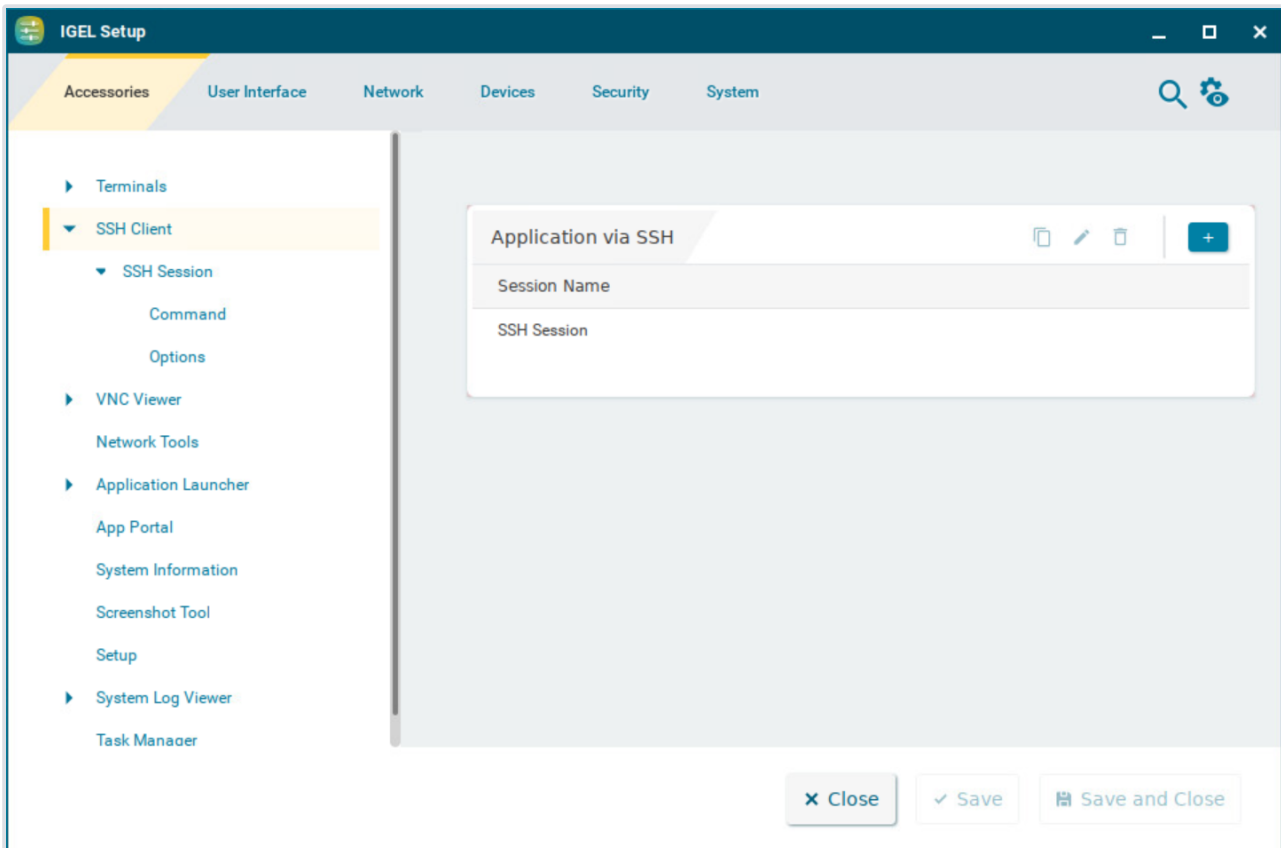 IGEL Setup
Accessories User Interface Network Devices Security System
Terminals
SSH Client
SSH Session
Command
Options
VNC Viewer
Network Tools
Application Launcher
App Portal
System Information
Screenshot Tool
Setup
System Log Viewer
Task Manager
Application via SSH
+
Session Name
SSH Session
Close Save Save and Close